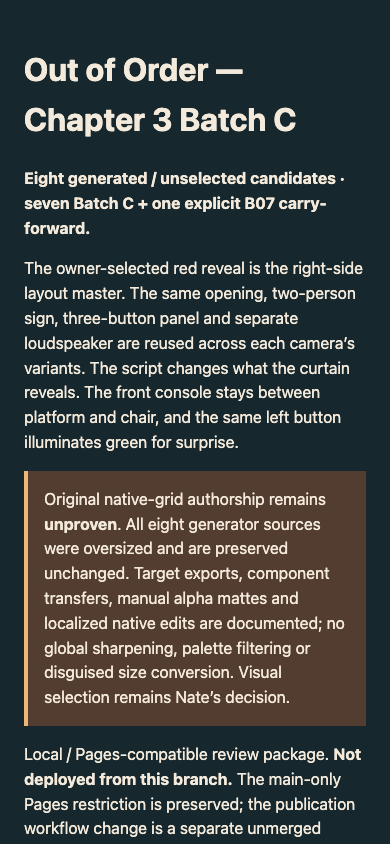 Out of Order —
Chapter 3 Batch C
Eight generated / unselected candidates ·
seven Batch C + one explicit B07 carry-
forward.
The owner-selected red reveal is the right-side
layout master. The same opening, two-person
sign, three-button panel and separate
loudspeaker are reused across each camera’s
variants. The script changes what the curtain
reveals. The front console stays between
platform and chair, and the same left button
illuminates green for surprise.
Original native-grid authorship remains
unproven. All eight generator sources
were oversized and are preserved
unchanged. Target exports, component
transfers, manual alpha mattes and
localized native edits are documented; no
global sharpening, palette filtering or
disguised size conversion. Visual
selection remains Nate’s decision.
Local / Pages-compatible review package. Not
deployed from this branch. The main-only
Pages restriction is preserved; the publication
workflow change is a separate unmerged